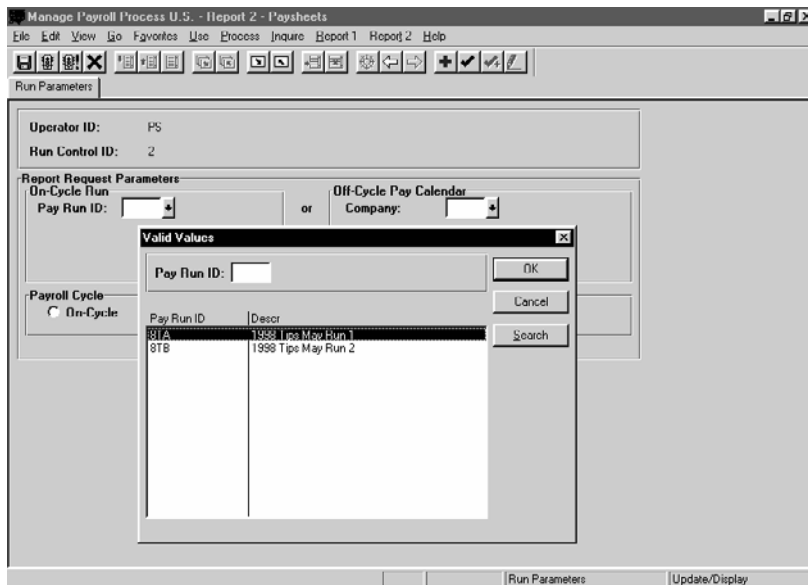 Manage Payroll Process U.S. - Report 2 - Paysheets
File Edit View Go Favorites Use Process Inquire Report 1 Report 2 Help
Run Parameters
Operator ID: PS
Run Control ID: 2
Report Request Parameters
On-Cycle Run
Pay Run ID:
or
Off-Cycle Pay Calendar
Company:
Payroll Cycle
On-Cycle
Valid Values
Pay Run ID:
OK
Cancel
Search
Pay Run ID Descr
8TA 1998 Tips May Run 1
8TB 1998 Tips May Run 2
Run Parameters Update/Display